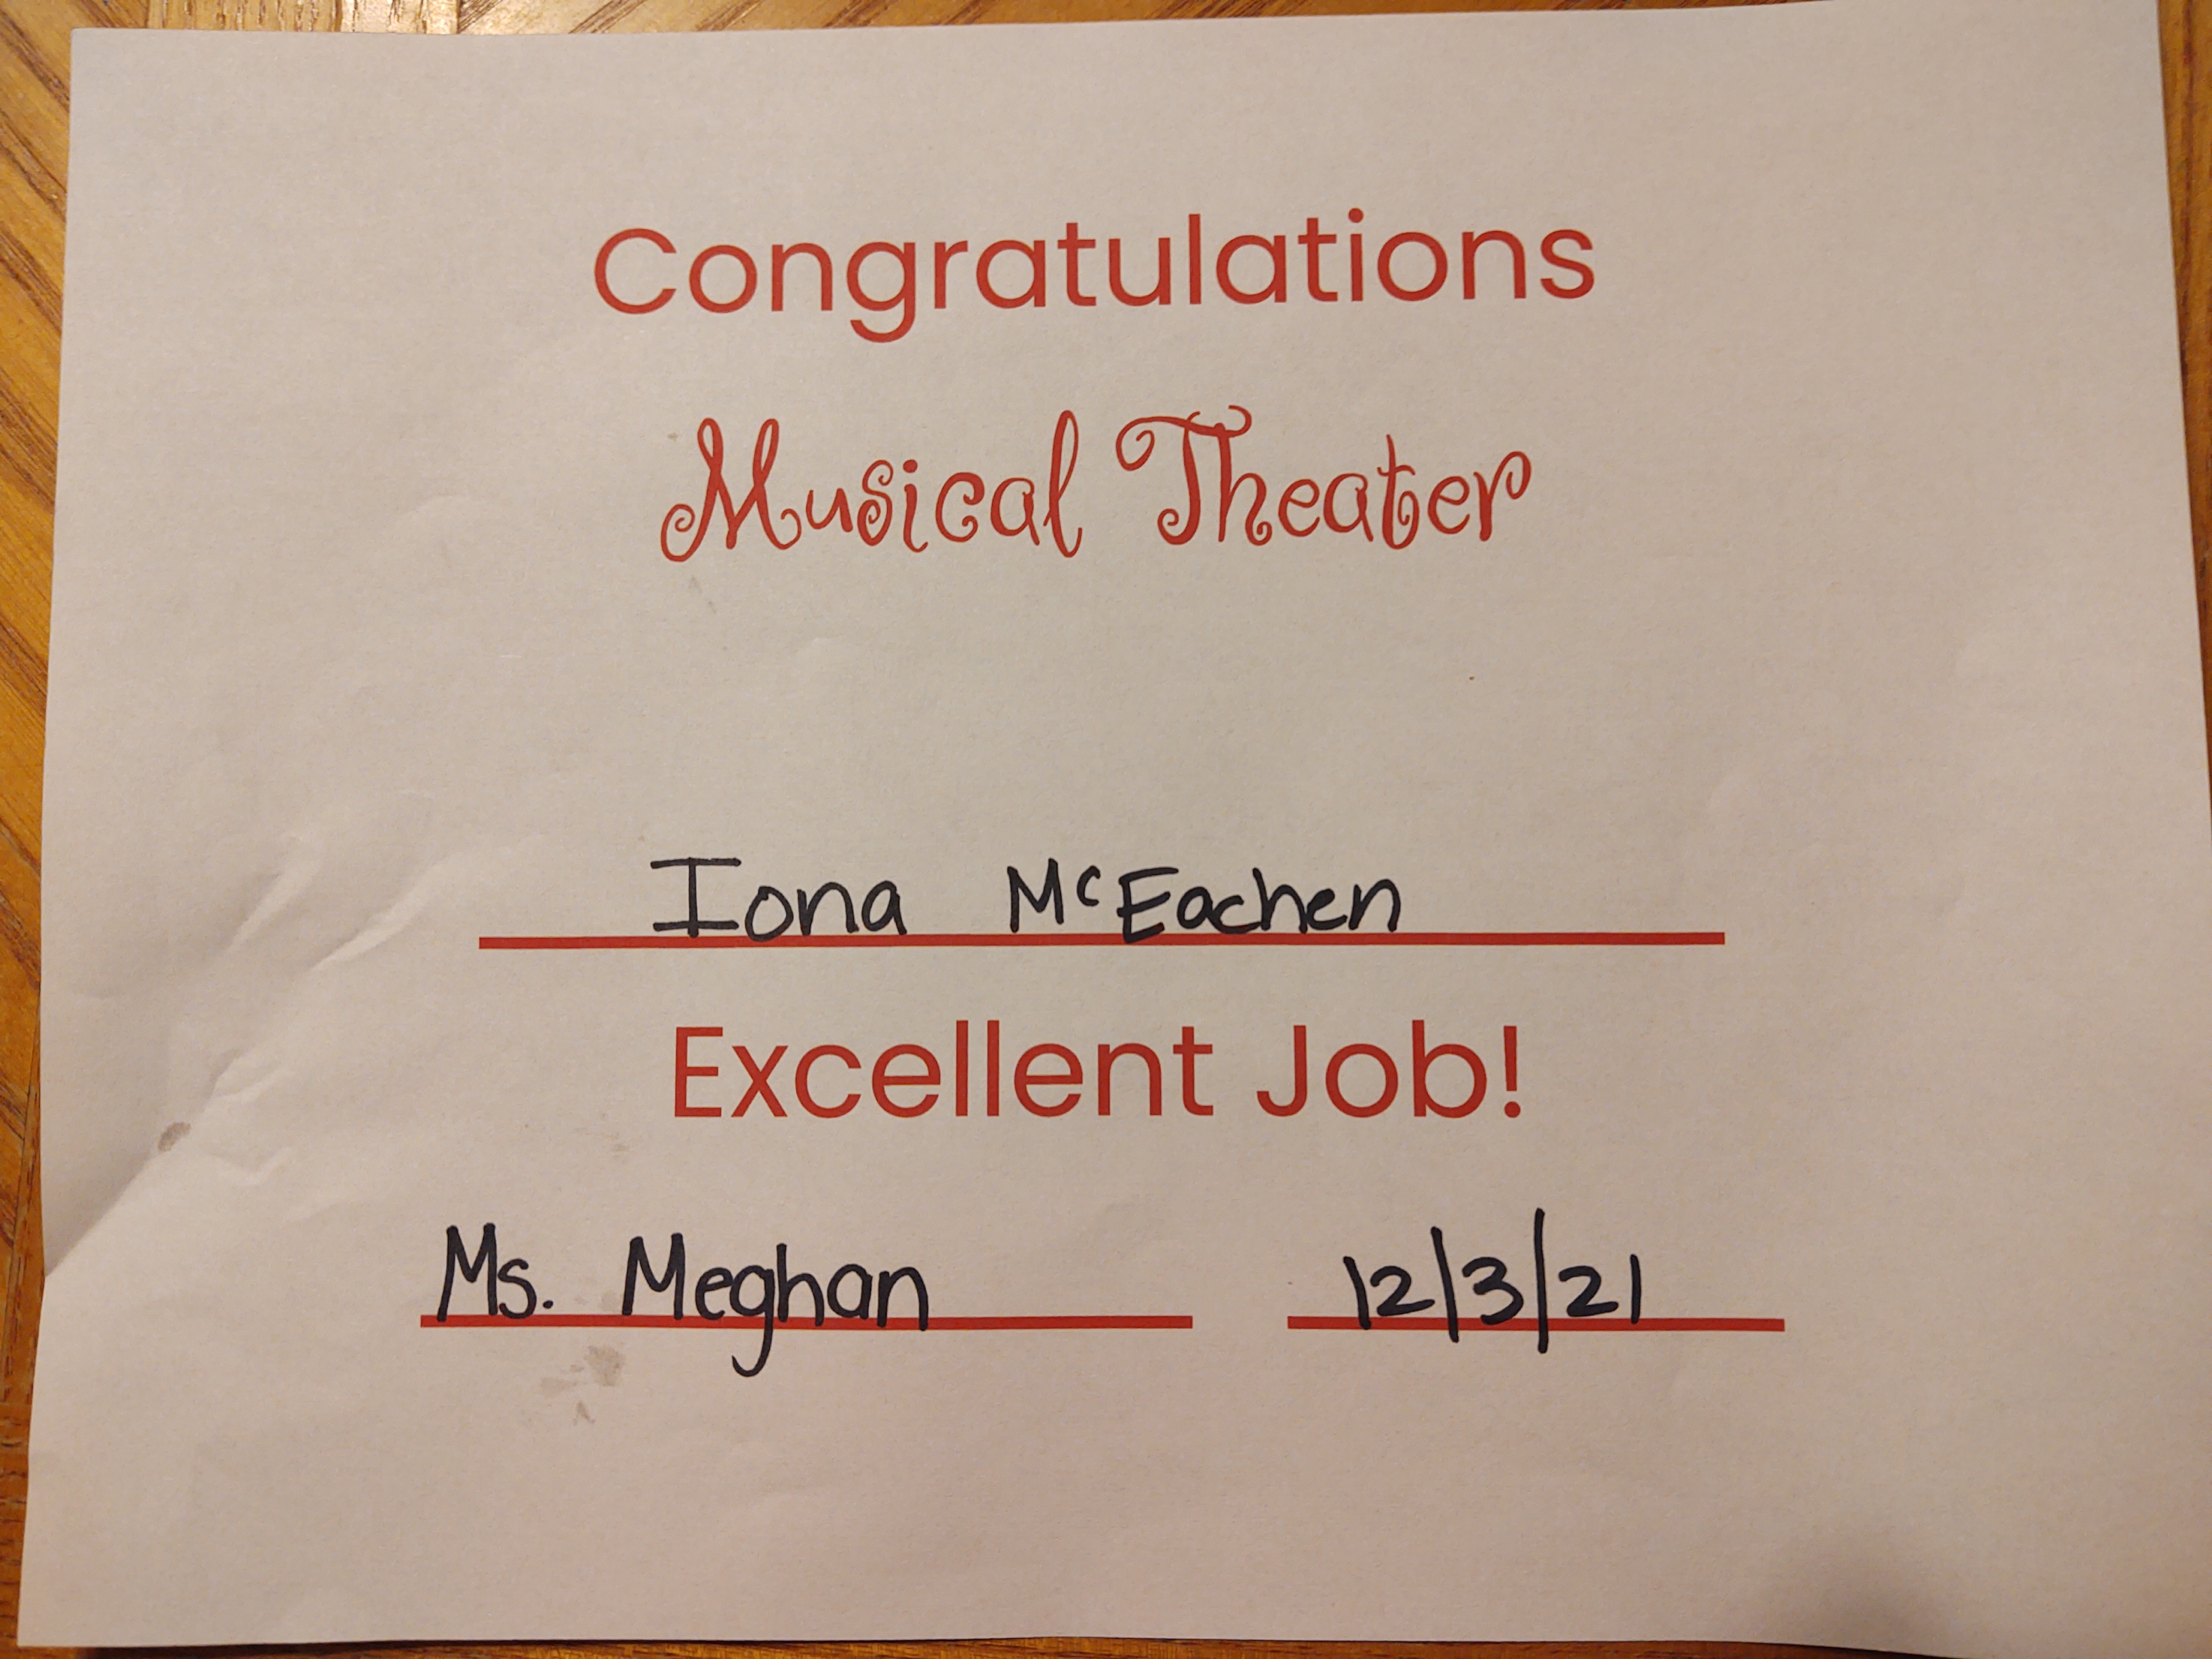 Congratulations
Musical Theater
Iona McEachen
Excellent Job!
Ms. Meghan 12/3/21